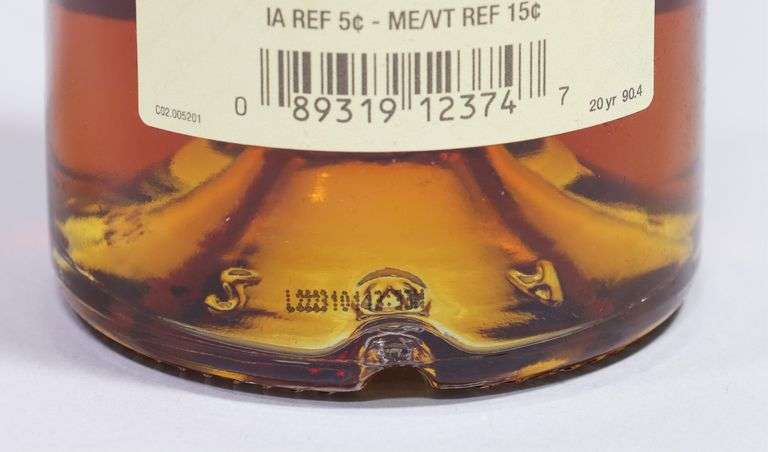 IA REF 5¢ - ME/VT REF 15¢
0 89319 12374 7
C02.005201
20 yr 90.4